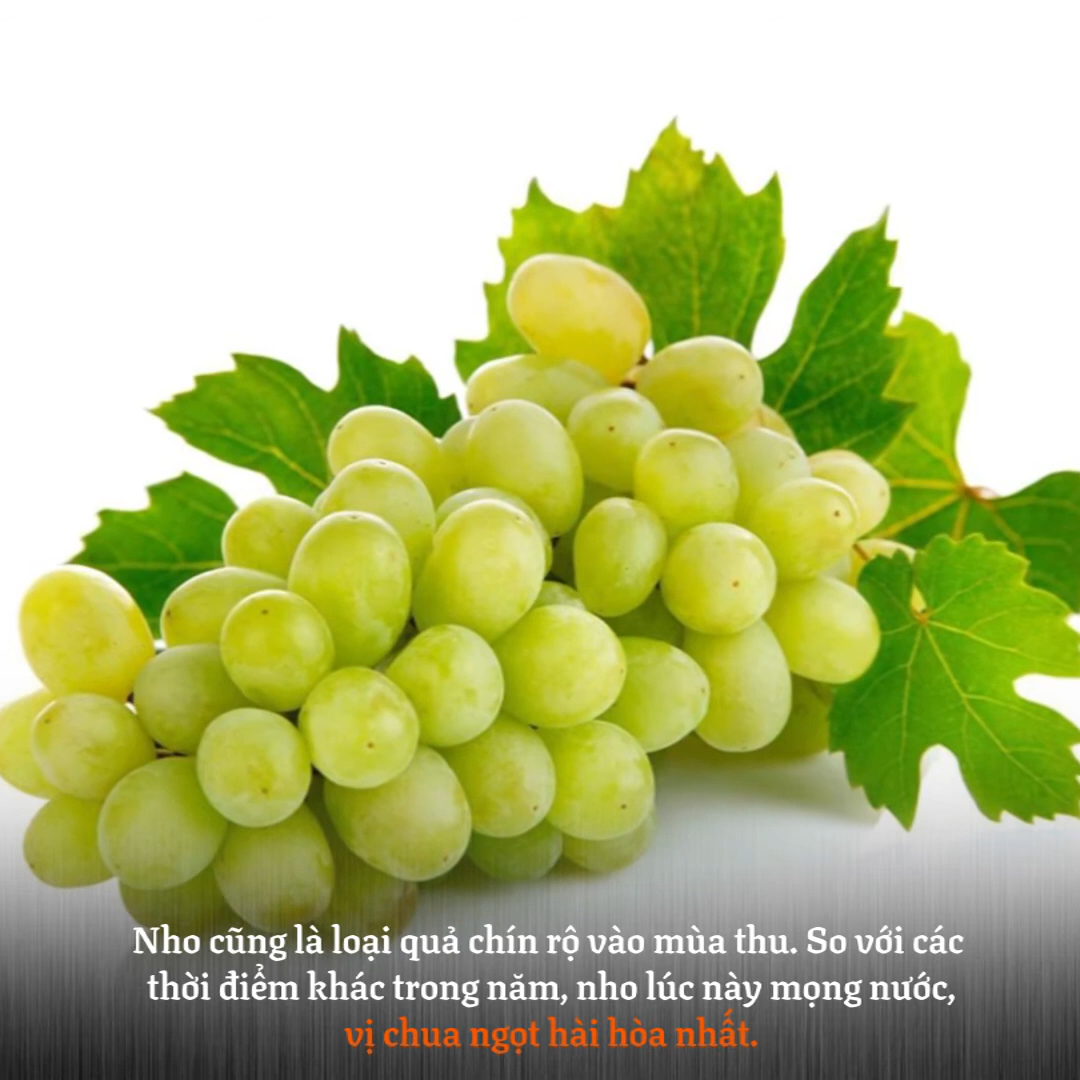 Nho cũng là loại quả chín rộ vào mùa thu. So với các
thời điểm khác trong năm, nho lúc này mọng nước,
vị chua ngọt hài hòa nhất.